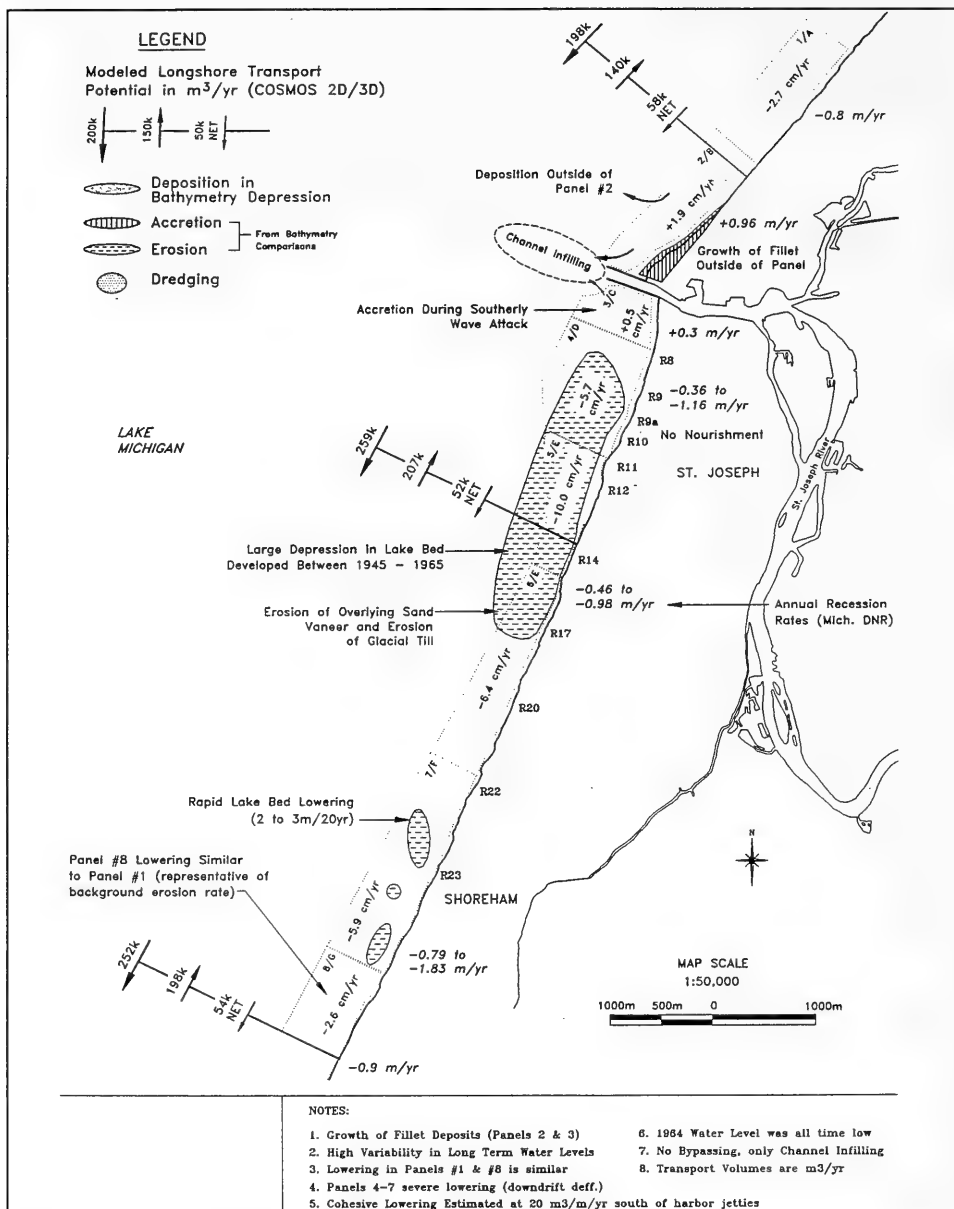 LEGEND
Modeled Longshore Transport
Potential in m³/yr (COSMOS 2D/3D)
200k
150k
50k
NET
Deposition in
Bathymetry Depression
Accretion
Erosion
From Bathymetry
Comparisons
Dredging
198k
140k
58k
NET
1/A
-2.7 cm/yr
-0.8 m/yr
2/B
Deposition Outside of
Panel #2
+1.9 cm/yr
+0.96 m/yr
Growth of Fillet
Outside of Panel
Channel Infilling
3/C
Accretion During Southerly
Wave Attack
+0.5
cm/yr
+0.3 m/yr
4/D
R8
-5.7
cm/yr
R9
-0.36 to
-1.16 m/yr
R9a
R10
No Nourishment
LAKE
MICHIGAN
ST. JOSEPH
St. Joseph River
259k
207k
52k
NET
5/E
R11
R12
-10.0 cm/yr
Large Depression in Lake Bed
Developed Between 1945 - 1965
R14
6/E
-0.46 to
-0.98 m/yr
Annual Recession
Rates (Mich. DNR)
Erosion of Overlying Sand
Vaneer and Erosion
of Glacial Till
R17
-6.4 cm/yr
R20
7/F
R22
Rapid Lake Bed Lowering
(2 to 3m/20yr)
N
Panel #8 Lowering Similar
to Panel #1 (representative of
background erosion rate)
R23
SHOREHAM
-5.9 cm/yr
-0.79 to
-1.83 m/yr
8/G
252k
198k
54k
NET
-2.6 cm/yr
-0.9 m/yr
MAP SCALE
1:50,000
1000m 500m 0 1000m
NOTES:
1. Growth of Fillet Deposits (Panels 2 & 3)
2. High Variability in Long Term Water Levels
3. Lowering in Panels #1 & #8 is similar
4. Panels 4-7 severe lowering (downdrift deff.)
5. Cohesive Lowering Estimated at 20 m3/m/yr south of harbor jetties
6. 1964 Water Level was all time low
7. No Bypassing, only Channel Infilling
8. Transport Volumes are m3/yr